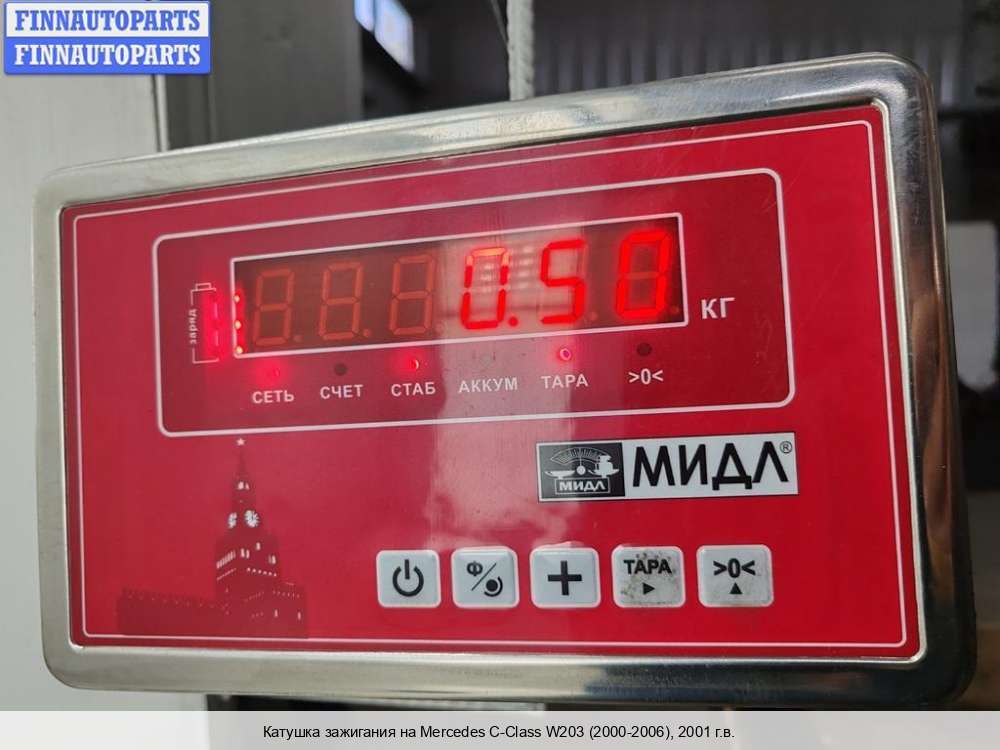 FINNAUTOPARTS
FINNAUTOPARTS
заряд
0.50 КГ
СЕТЬ СЧЕТ СТАБ АККУМ ТАРА >0<
МИДЛ МИДЛ®
Ф ТАРА >0<
Катушка зажигания на Mercedes C-Class W203 (2000-2006), 2001 г.в.